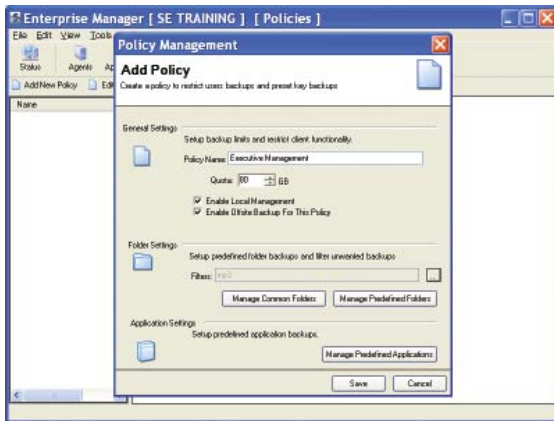 Enterprise Manager [ SE TRAINING ] [ Policies ]
File Edit View Tools
Policy Management
Status Agents Ap
Add Policy
Create a policy to restrict users backups and preset key backups
Add New Policy Edi
Name
General Settings
Setup backup limits and restrict client functionality.
Policy Name: Executive Management
Quota: 80 GB
Enable Local Management
Enable Offsite Backup For This Policy
Folder Settings
Setup predefined folder backups and filter unwanted backups
Filters: mp3
...
Manage Common Folders Manage Predefined Folders
Application Settings
Setup predefined application backups.
Manage Predefined Applications
Save Cancel